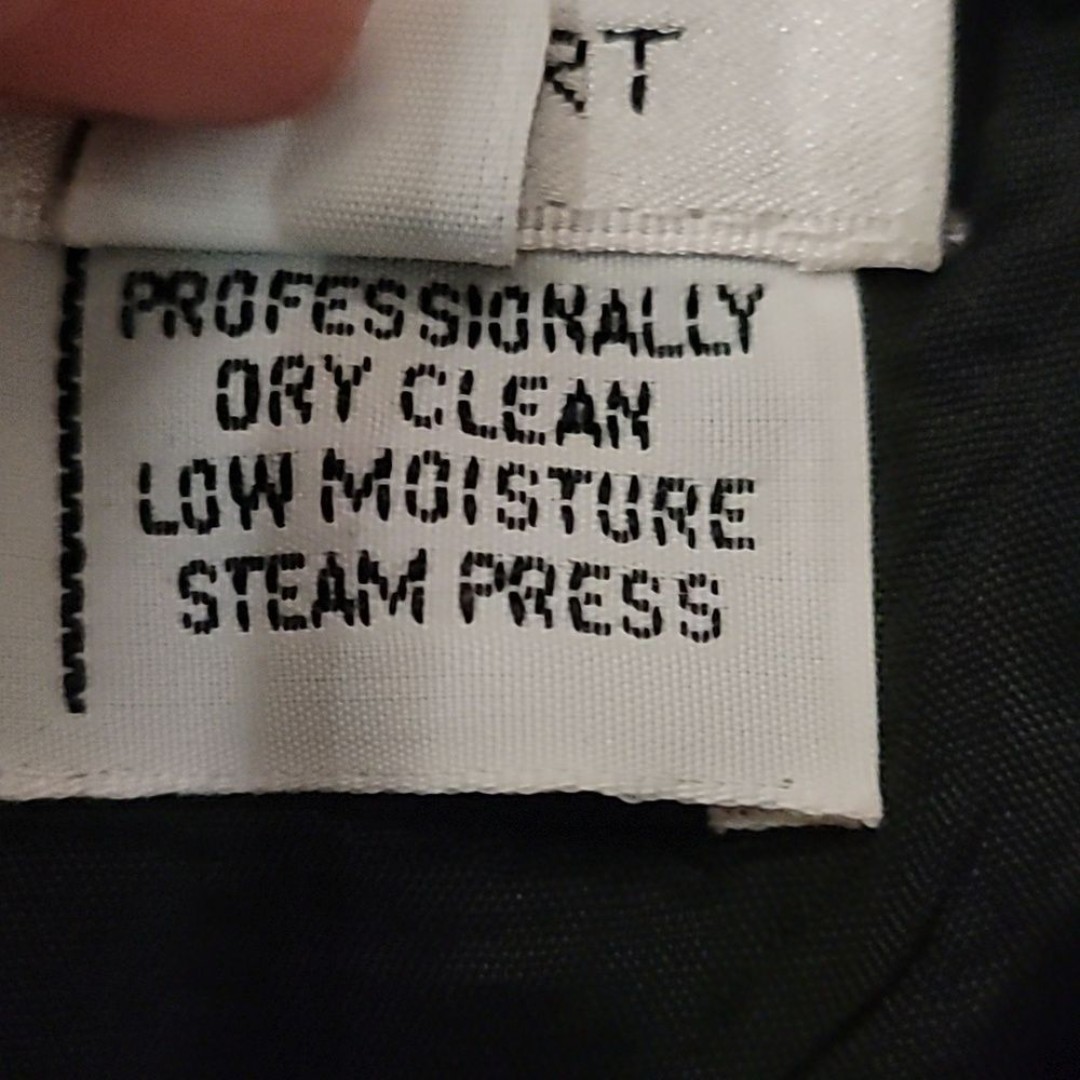 PROFESSIONALLY
DRY CLEAN
LOW MOISTURE
STEAM PRESS